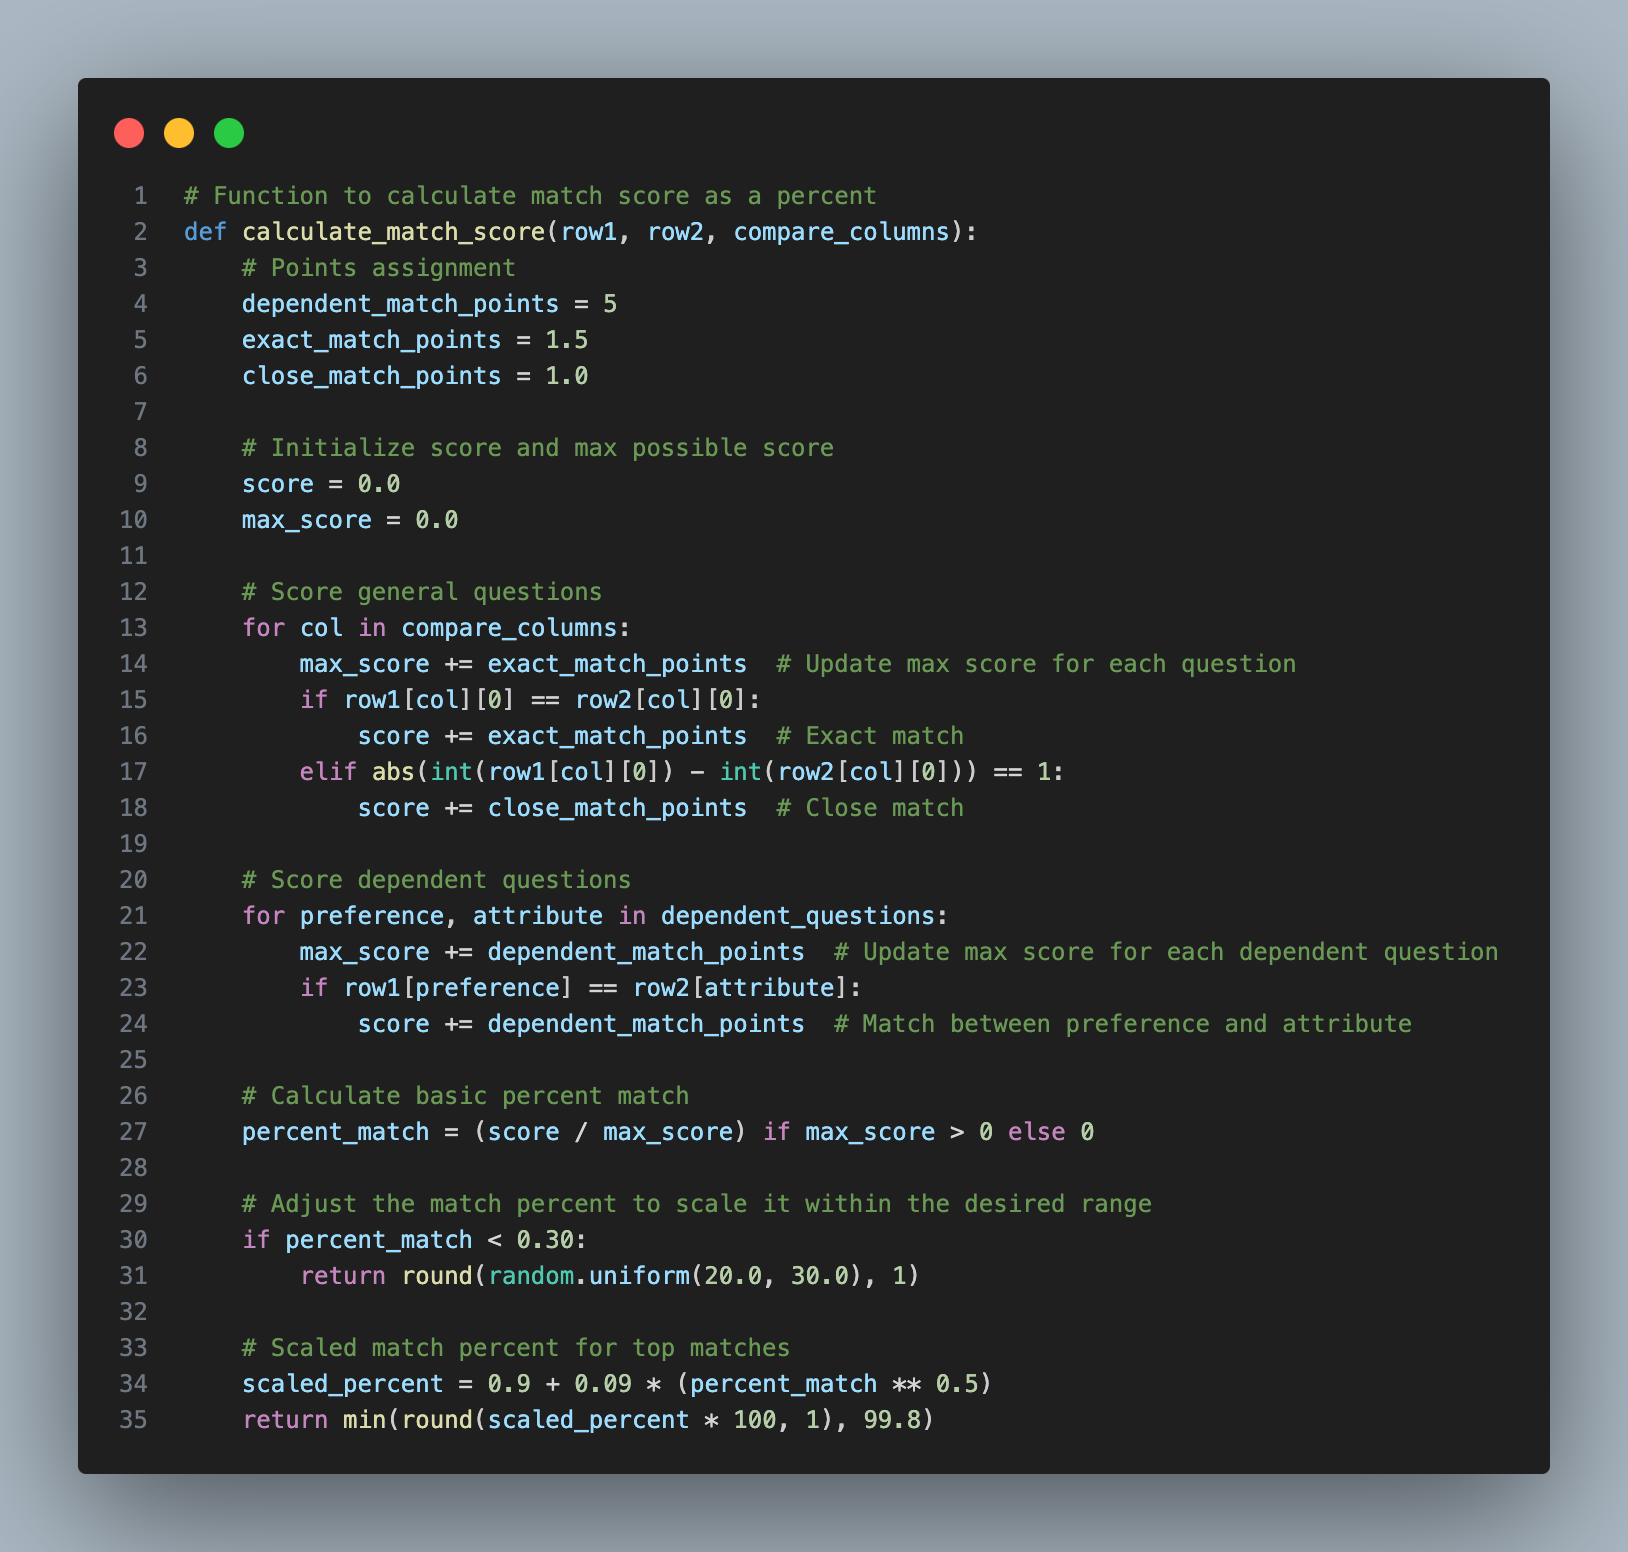 1 # Function to calculate match score as a percent
2 def calculate_match_score(row1, row2, compare_columns):
3     # Points assignment
4     dependent_match_points = 5
5     exact_match_points = 1.5
6     close_match_points = 1.0
7
8     # Initialize score and max possible score
9     score = 0.0
10     max_score = 0.0
11
12     # Score general questions
13     for col in compare_columns:
14         max_score += exact_match_points  # Update max score for each question
15         if row1[col][0] == row2[col][0]:
16             score += exact_match_points  # Exact match
17         elif abs(int(row1[col][0]) - int(row2[col][0])) == 1:
18             score += close_match_points  # Close match
19
20     # Score dependent questions
21     for preference, attribute in dependent_questions:
22         max_score += dependent_match_points  # Update max score for each dependent question
23         if row1[preference] == row2[attribute]:
24             score += dependent_match_points  # Match between preference and attribute
25
26     # Calculate basic percent match
27     percent_match = (score / max_score) if max_score > 0 else 0
28
29     # Adjust the match percent to scale it within the desired range
30     if percent_match < 0.30:
31         return round(random.uniform(20.0, 30.0), 1)
32
33     # Scaled match percent for top matches
34     scaled_percent = 0.9 + 0.09 * (percent_match ** 0.5)
35     return min(round(scaled_percent * 100, 1), 99.8)